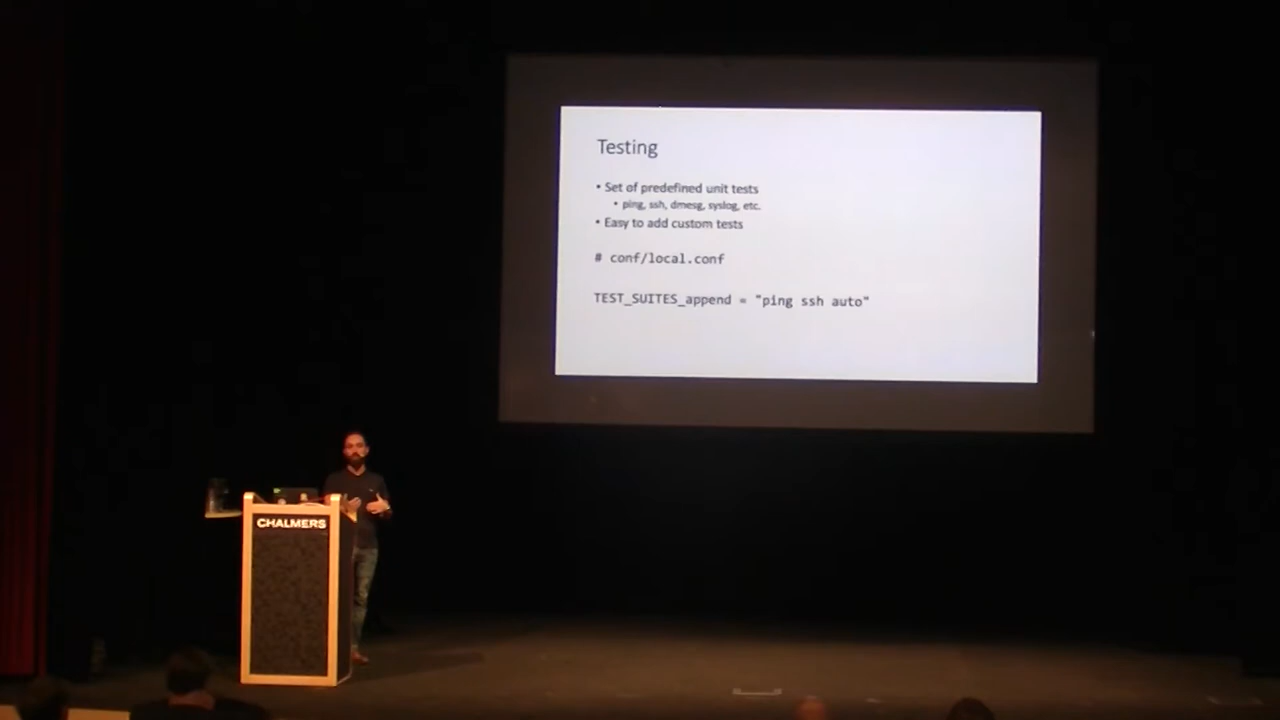 Testing
• Set of predefined unit tests
• ping, ssh, dmesg, syslog, etc.
• Easy to add custom tests
# conf/local.conf
TEST_SUITES_append = "ping ssh auto"
CHALMERS